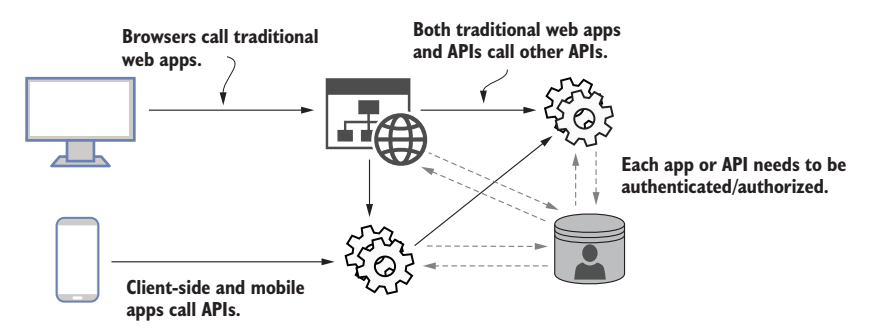 Browsers call traditional
web apps.
Both traditional web apps
and APIs call other APIs.
Each app or API needs to be
authenticated/authorized.
Client-side and mobile
apps call APIs.